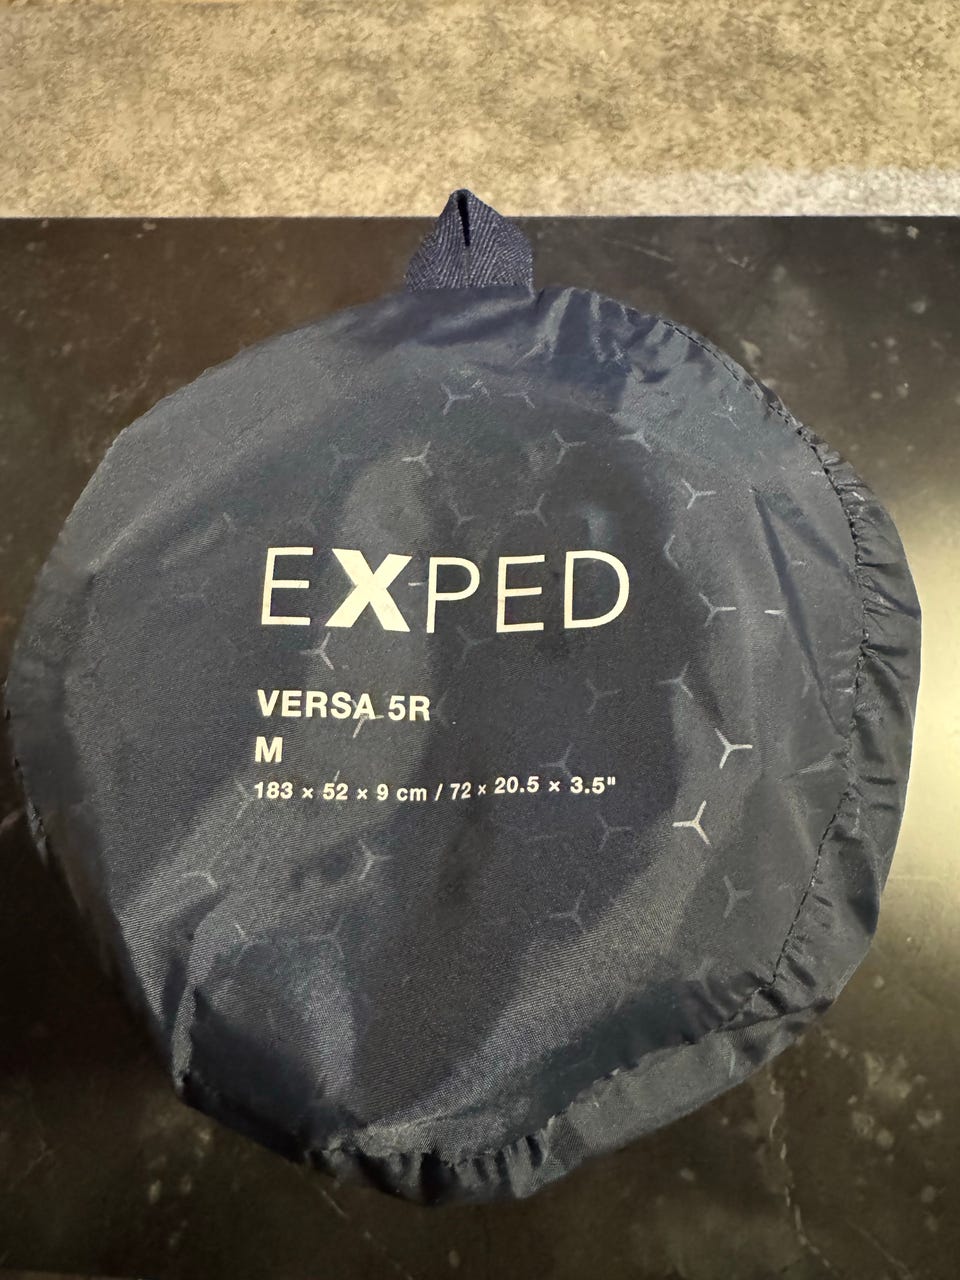 EXPED
VERSA 5R
M
183 × 52 × 9 cm / 72 × 20.5 × 3.5"